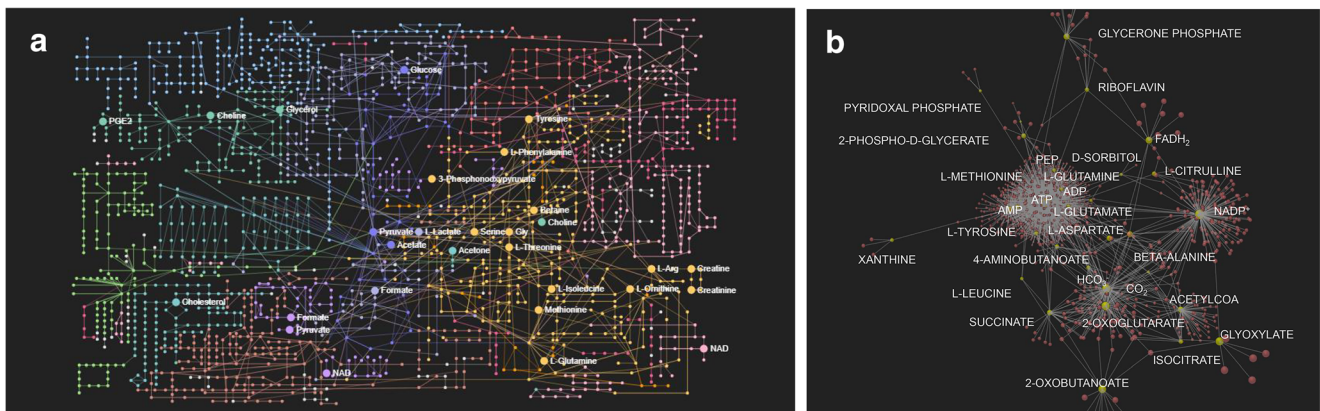 a
Glucose
PGE2
Choline
Glycerol
Tyrosine
L-Phenylalanine
3-Phosphonooxypyruvate
Betaine
Choline
Pyruvate
L-Lactate
Serine
Gly
Acetate
Acetone
L-Threonine
L-Arg
Creatine
Formate
L-Isoleucine
L-Ornithine
Creatinine
Cholesterol
Methionine
Formate
Pyruvate
NAD
L-Glutamine
NAD
b
GLYCERONE PHOSPHATE
RIBOFLAVIN
PYRIDOXAL PHOSPHATE
2-PHOSPHO-D-GLYCERATE
FADH₂
PEP
D-SORBITOL
L-METHIONINE
L-GLUTAMINE
L-CITRULLINE
ADP
ATP
AMP
L-GLUTAMATE
NADP
L-TYROSINE
L-ASPARTATE
XANTHINE
4-AMINOBUTANOATE
BETA-ALANINE
HCO
CO₂
L-LEUCINE
ACETYLCOA
SUCCINATE
2-OXOGLUTARATE
GLYOXYLATE
ISOCITRATE
2-OXOBUTANOATE